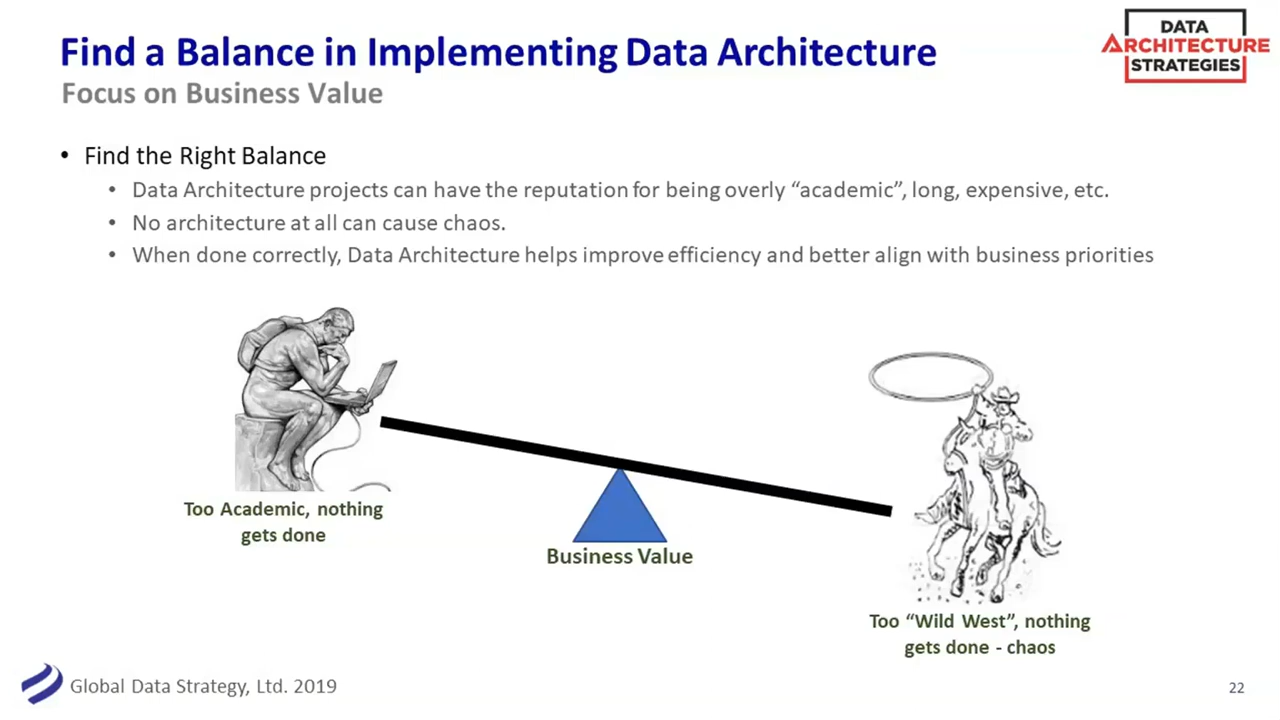 Find a Balance in Implementing Data Architecture
Focus on Business Value
DATA
ARCHITECTURE
STRATEGIES
• Find the Right Balance
• Data Architecture projects can have the reputation for being overly “academic”, long, expensive, etc.
• No architecture at all can cause chaos.
• When done correctly, Data Architecture helps improve efficiency and better align with business priorities
Too Academic, nothing
gets done
Business Value
Too “Wild West”, nothing
gets done - chaos
Global Data Strategy, Ltd. 2019
22